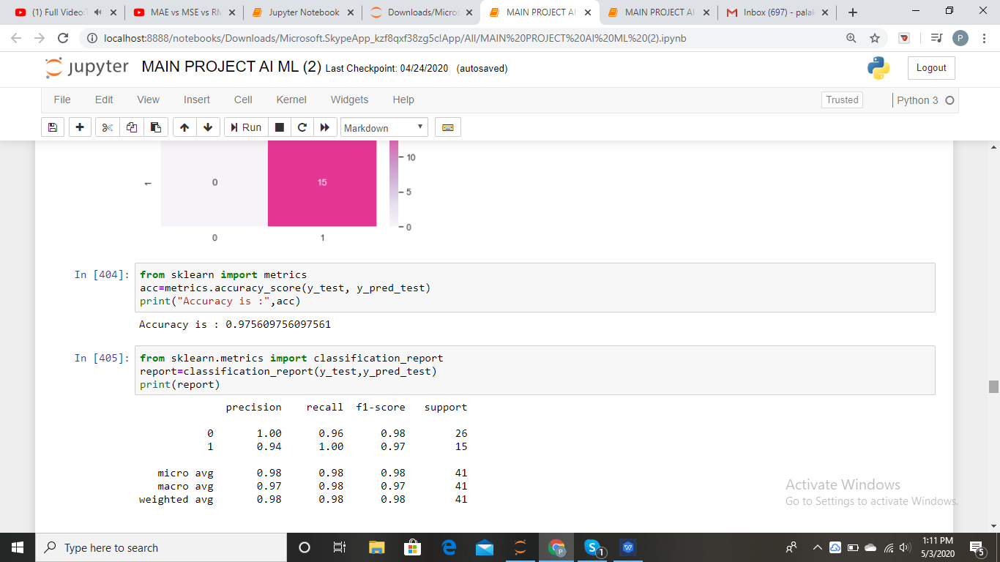 (1) Full Video:
MAE vs MSE vs RM
Jupyter Notebook
Downloads/Micros
MAIN PROJECT AI
MAIN PROJECT AI
Inbox (697) - palak
localhost:8888/notebooks/Downloads/Microsoft.SkypeApp_kzf8qxf38zg5c!App/All/MAIN%20PROJECT%20AI%20ML%20(2).ipynb
P
jupyter MAIN PROJECT AI ML (2) Last Checkpoint: 04/24/2020 (autosaved)
Logout
File Edit View Insert Cell Kernel Widgets Help
Trusted
Python 3
Run
Markdown
10
1
0
15
5
0
0
1
In [404]:
from sklearn import metrics
acc=metrics.accuracy_score(y_test, y_pred_test)
print("Accuracy is :",acc)
Accuracy is : 0.975609756097561
In [405]:
from sklearn.metrics import classification_report
report=classification_report(y_test,y_pred_test)
print(report)
precision recall f1-score support
0 1.00 0.96 0.98 26
1 0.94 1.00 0.97 15
micro avg 0.98 0.98 0.98 41
macro avg 0.97 0.98 0.97 41
weighted avg 0.98 0.98 0.98 41
Activate Windows
Go to Settings to activate Windows.
Type here to search
P
1
1:11 PM
5/3/2020
5